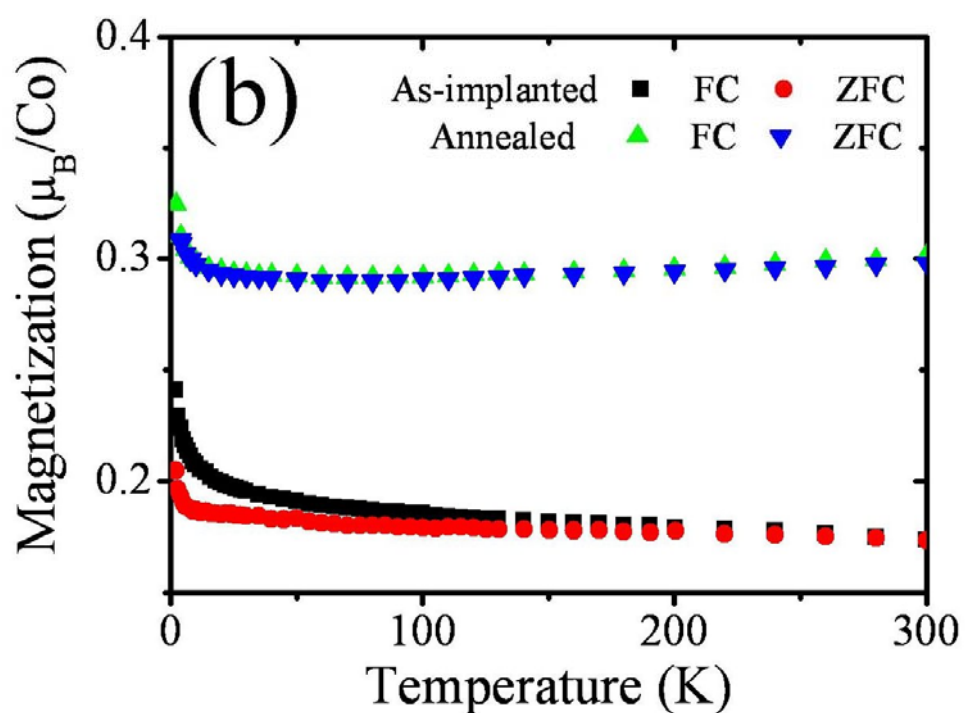 0.4
(b)
As-implanted ■ FC ● ZFC
Annealed ▲ FC ▼ ZFC
0.3
0.2
Magnetization (μ_B/Co)
0 100 200 300
Temperature (K)